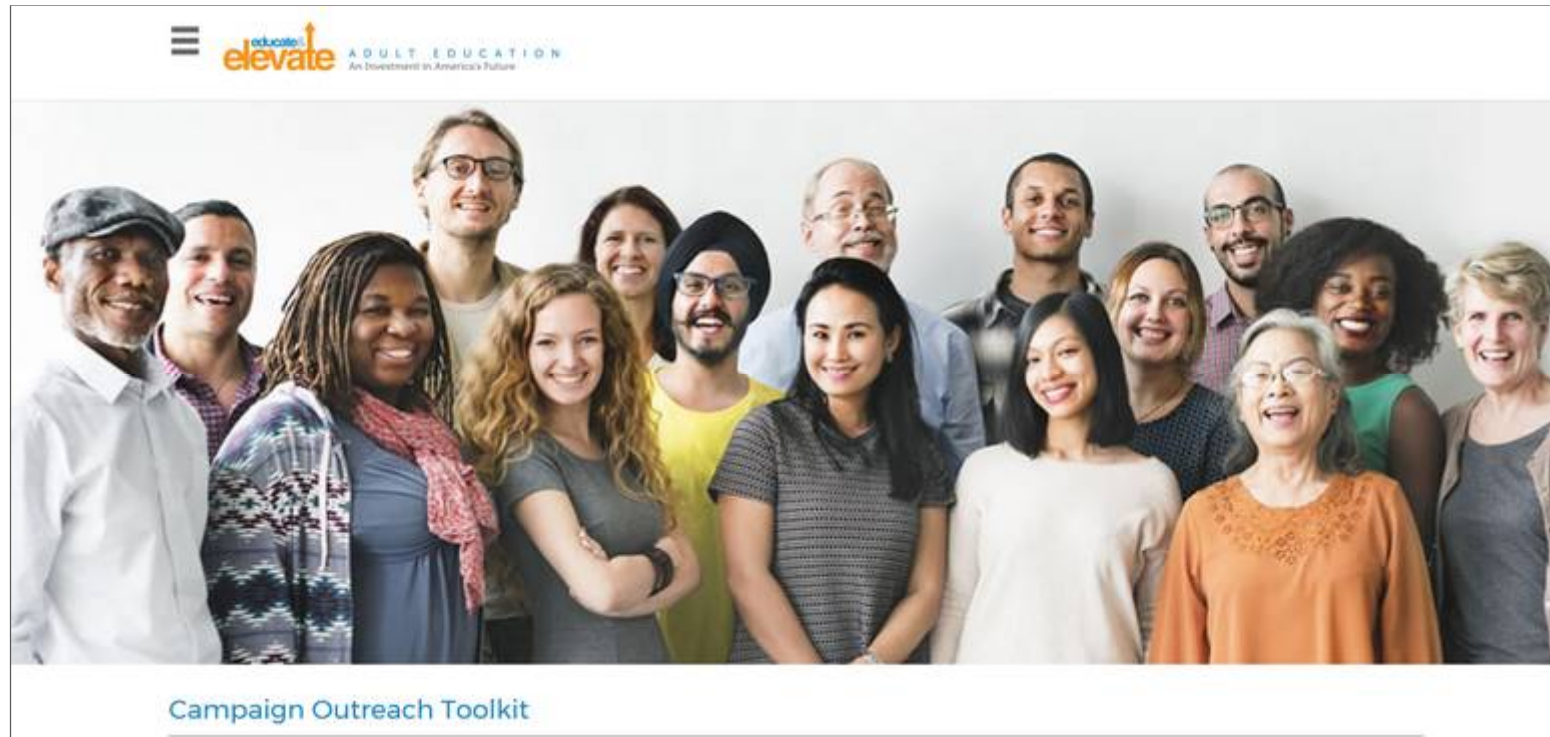 educate&
elevate
ADULT EDUCATION
An Investment in America's Future
Campaign Outreach Toolkit